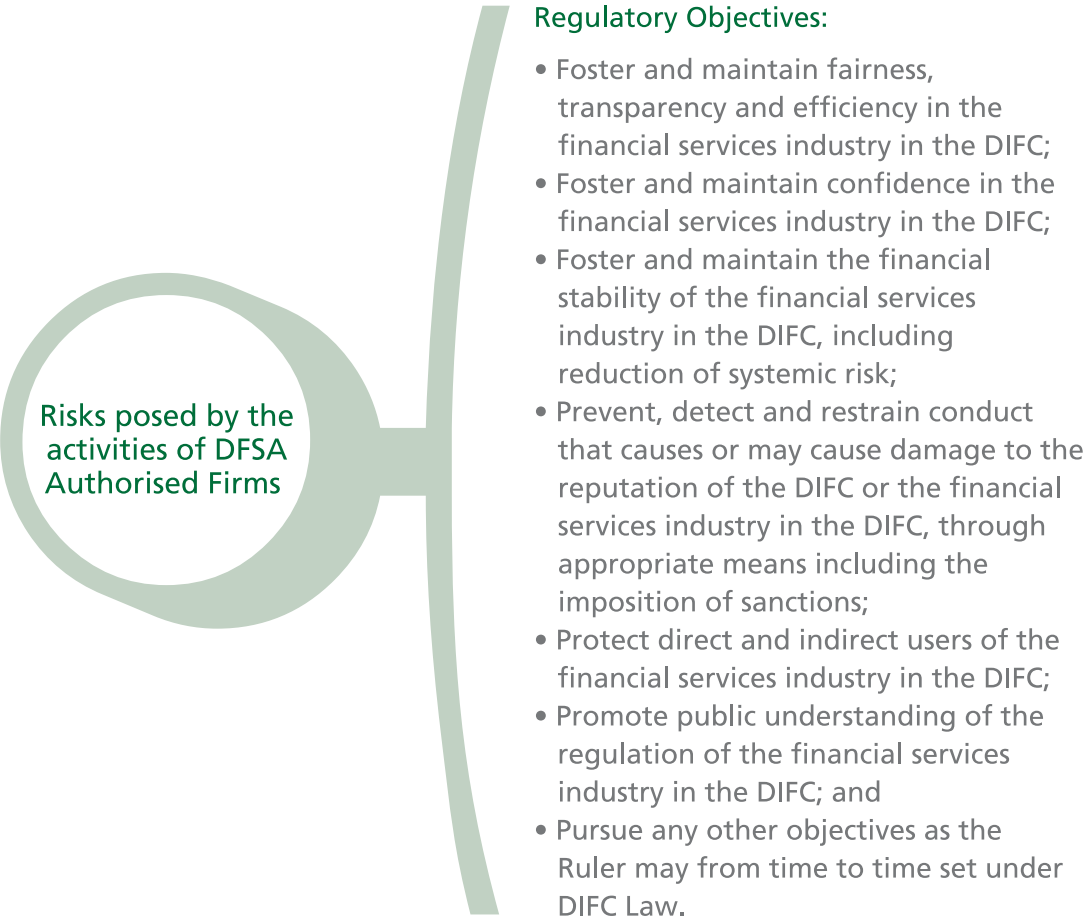 Regulatory Objectives:
• Foster and maintain fairness,
transparency and efficiency in the
financial services industry in the DIFC;
• Foster and maintain confidence in the
financial services industry in the DIFC;
• Foster and maintain the financial
stability of the financial services
industry in the DIFC, including
reduction of systemic risk;
• Prevent, detect and restrain conduct
that causes or may cause damage to the
reputation of the DIFC or the financial
services industry in the DIFC, through
appropriate means including the
imposition of sanctions;
• Protect direct and indirect users of the
financial services industry in the DIFC;
• Promote public understanding of the
regulation of the financial services
industry in the DIFC; and
• Pursue any other objectives as the
Ruler may from time to time set under
DIFC Law.
Risks posed by the
activities of DFSA
Authorised Firms